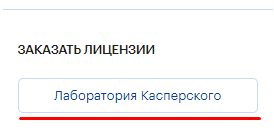 ЗАКАЗАТЬ ЛИЦЕНЗИИ
Лаборатория Касперского